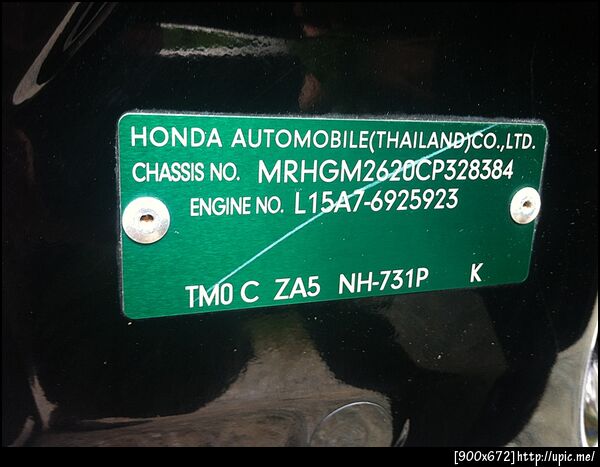 HONDA AUTOMOBILE(THAILAND)CO.,LTD.
CHASSIS NO. MRHGM2620CP328384
ENGINE NO. L15A7-6925923
TM0 C ZA5 NH-731P K
[900x672]http://upic.me/